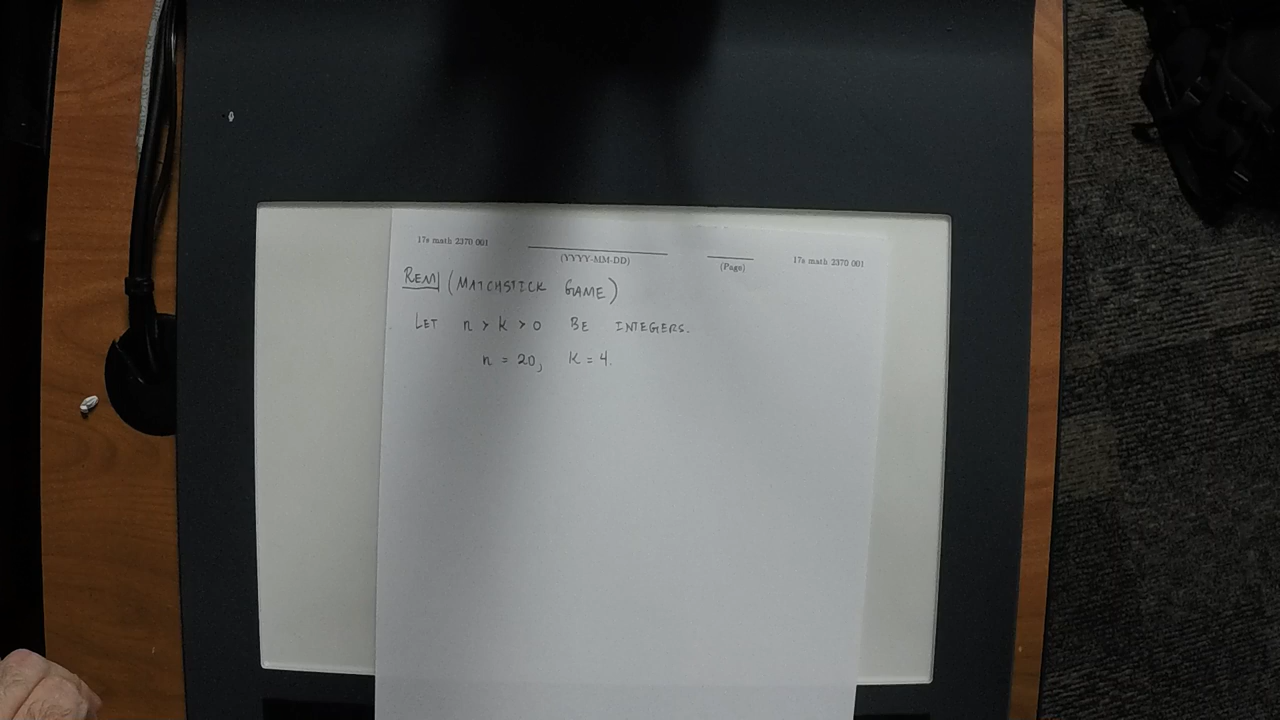 17s math 2370 001
(YYYY-MM-DD)
(Page)
17s math 2370 001
REM (MATCHSTICK GAME)
LET n > k > 0 BE INTEGERS.
n = 20, k = 4.